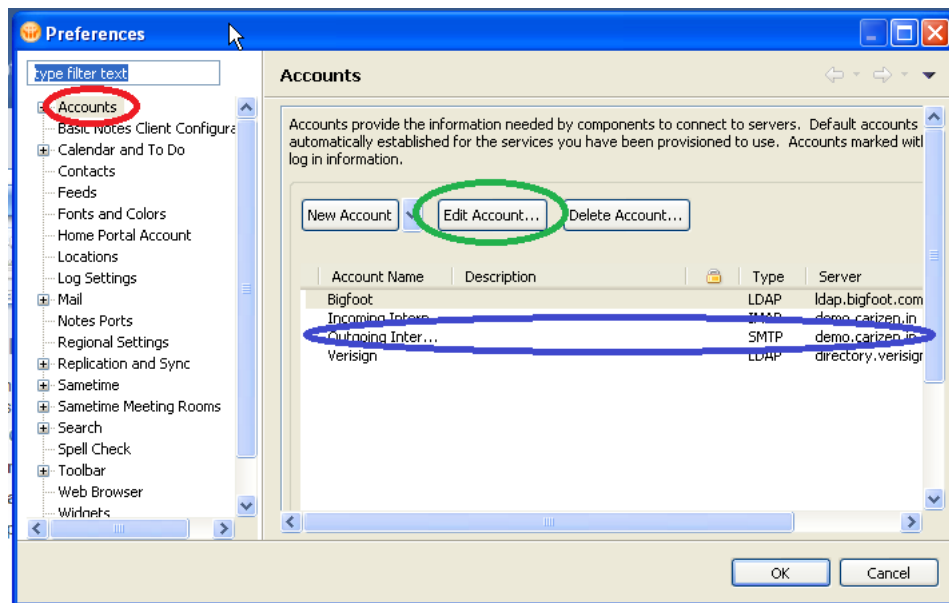 Preferences
type filter text
Accounts
Basic Notes Client Configura
Calendar and To Do
Contacts
Feeds
Fonts and Colors
Home Portal Account
Locations
Log Settings
Mail
Notes Ports
Regional Settings
Replication and Sync
Sametime
Sametime Meeting Rooms
Search
Spell Check
Toolbar
Web Browser
Widgets
Accounts
Accounts provide the information needed by components to connect to servers. Default accounts
automatically established for the services you have been provisioned to use. Accounts marked wit
log in information.
New Account Edit Account... Delete Account...
Account Name Description Type Server
Bigfoot LDAP ldap.bigfoot.com
Incoming Intern... IMAP demo.carizen.in
Outgoing Inter... SMTP demo.carizen.in
Verisign LDAP directory.verisign
OK Cancel